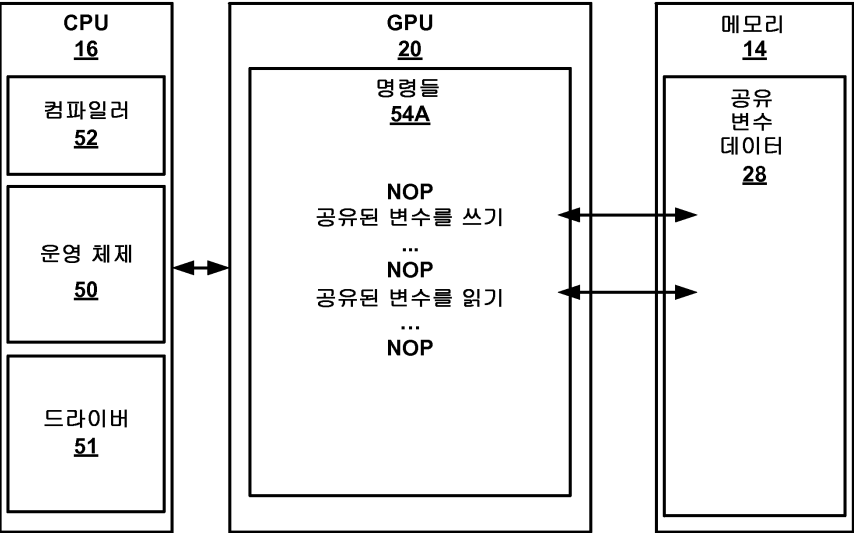 CPU
16
컴파일러
52
운영 체제
50
드라이버
51
GPU
20
명령들
54A
NOP
공유된 변수를 쓰기
...
NOP
공유된 변수를 읽기
...
NOP
메모리
14
공유
변수
데이터
28